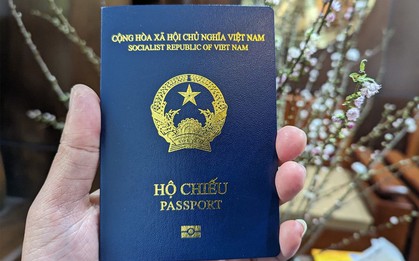 CỘNG HÒA XÃ HỘI CHỦ NGHĨA VIỆT NAM
SOCIALIST REPUBLIC OF VIET NAM
HỘ CHIẾU
PASSPORT